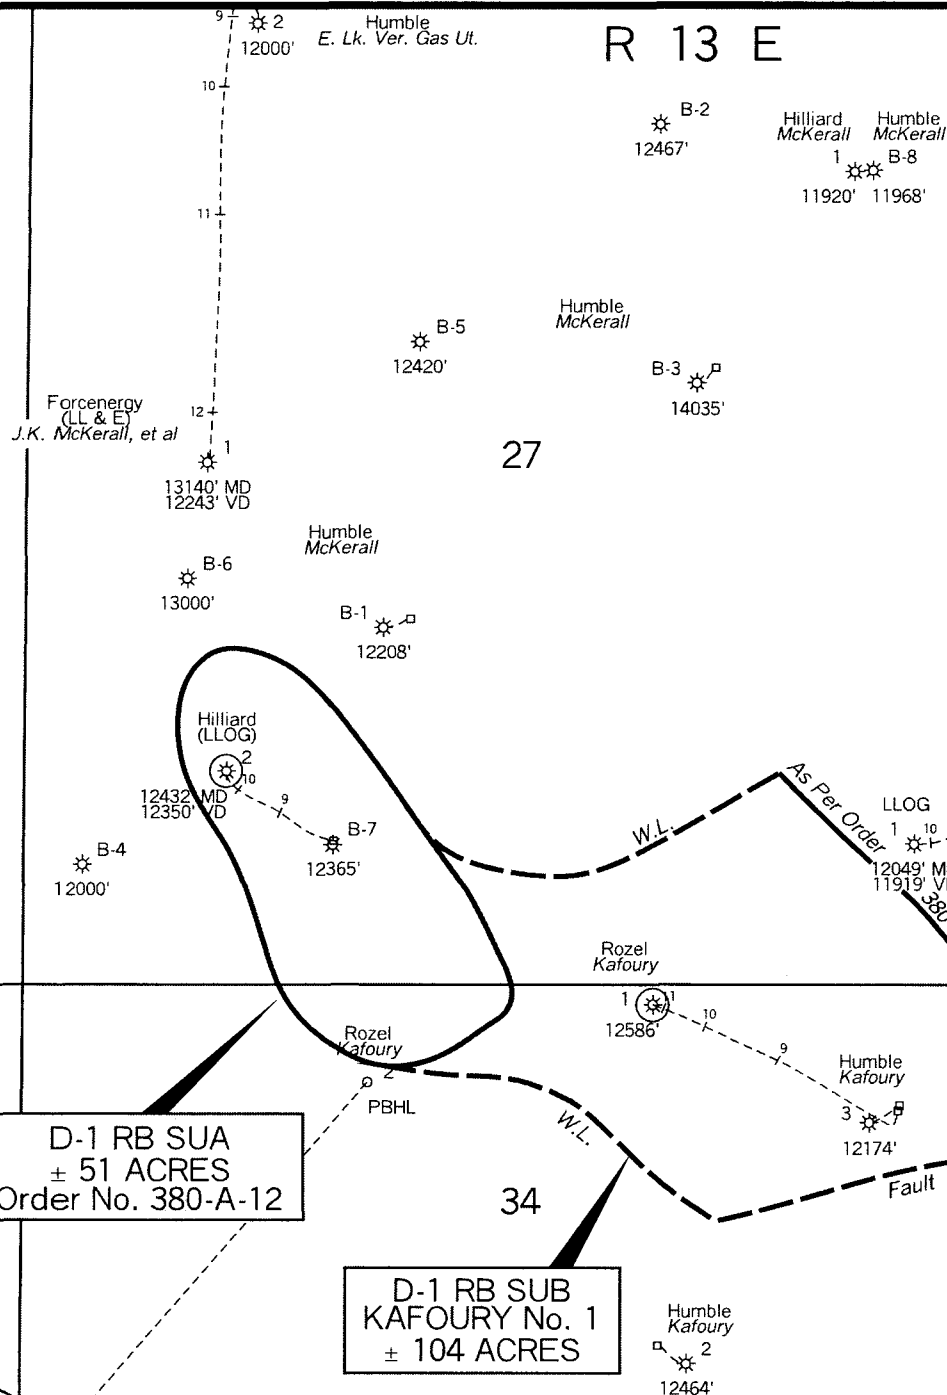 9
2
12000'
Humble
E. Lk. Ver. Gas Ut.
R 13 E
10
B-2
12467'
Hilliard
McKerall
Humble
McKerall
1
B-8
11920'
11968'
11
Humble
McKerall
B-5
12420'
B-3
14035'
Forcenergy
(LL & E)
J.K. McKerall, et al
12
1
13140' MD
12243' VD
27
Humble
McKerall
B-6
13000'
B-1
12208'
Hilliard
(LLOG)
2
10
9
12432' MD
12350' VD
B-7
12365'
B-4
12000'
W.L.
As Per Order
380
LLOG
1
10
12049' M
11919' V
Rozel
Kafoury
1
11
12586'
10
9
Humble
Kafoury
3
12174'
Rozel
Kafoury
2
PBHL
W.L.
Fault
D-1 RB SUA
± 51 ACRES
Order No. 380-A-12
34
D-1 RB SUB
KAFOURY No. 1
± 104 ACRES
Humble
Kafoury
2
12464'